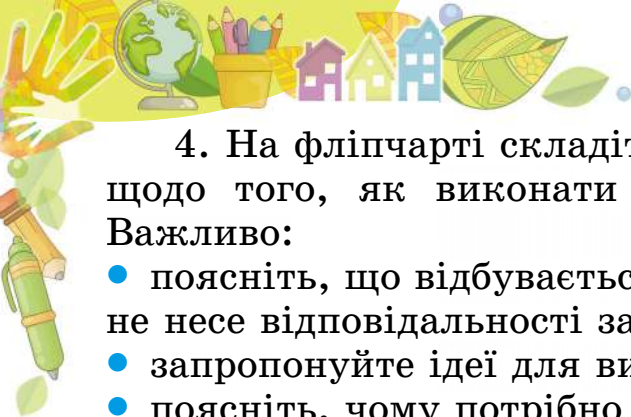 4. На фліпчарті складіт
щодо того, як виконати
Важливо:
• поясніть, що відбуваєтьс
не несе відповідальності за
• запропонуйте ідеї для ви
• поясніть, чому потрібно